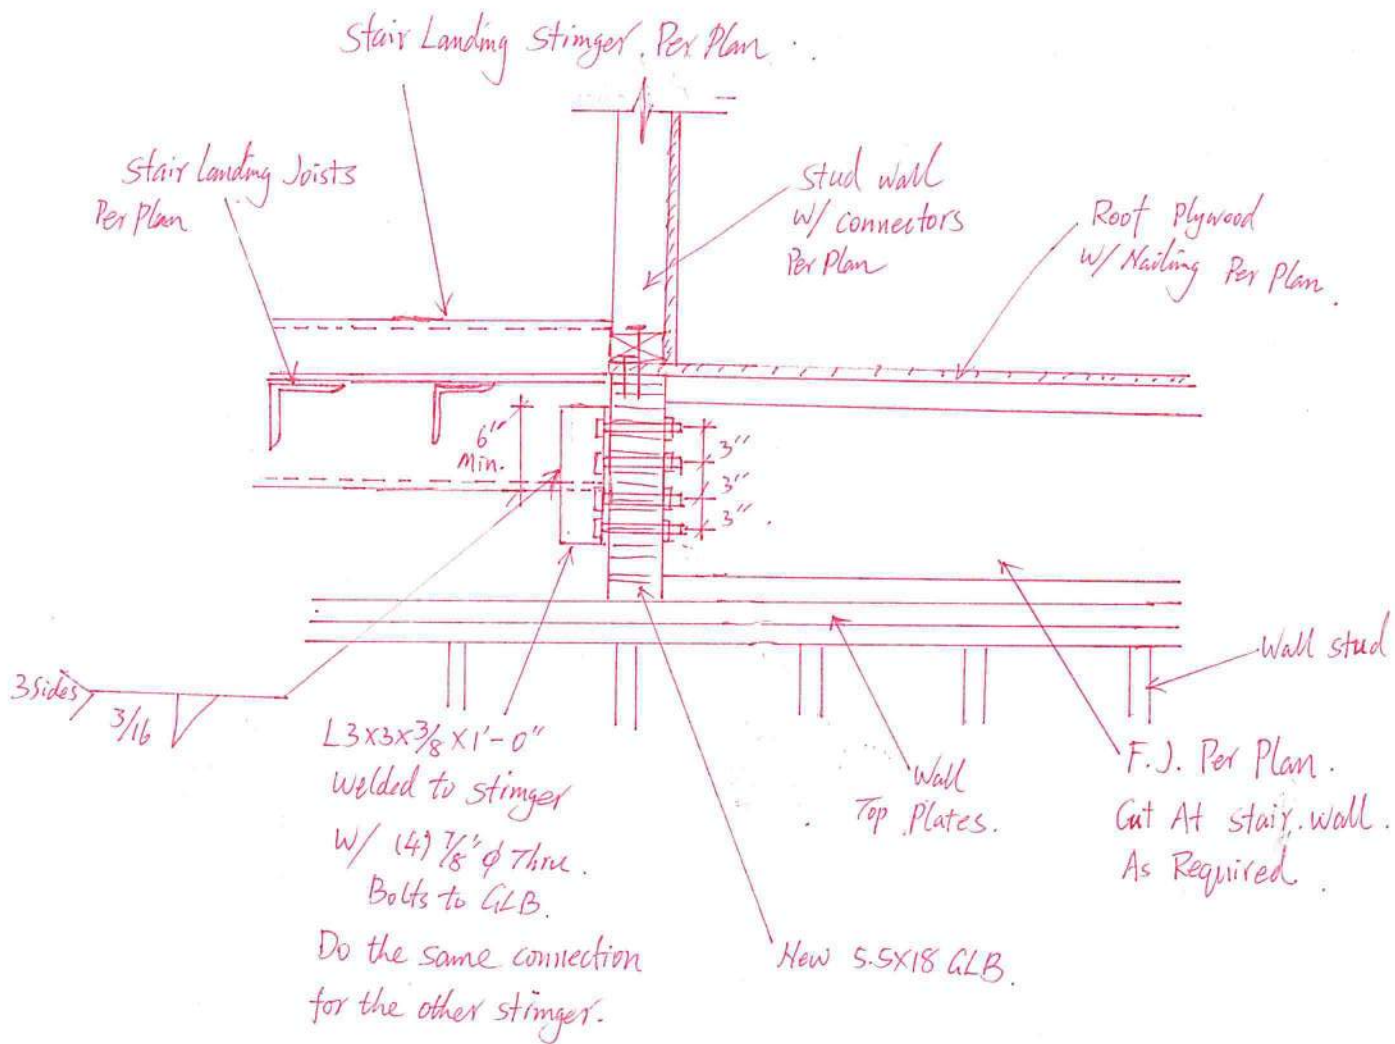 Stair Landing Stringer. Per Plan.
Stair Landing Joists
Per Plan
Stud wall
W/ connectors
Per Plan
Roof Plywood
W/ Nailing Per Plan.
6"
Min.
3"
3"
3"
3 Sides
3/16
Wall stud
L3x3x3/8x1'-0"
Welded to stringer
W/ (4) 7/8" ϕ Thru.
Bolts to GLB.
Do the same connection
for the other stringer.
Wall
Top Plates.
F.J. Per Plan.
Cut At stair wall.
As Required.
New 5.5X18 GLB.